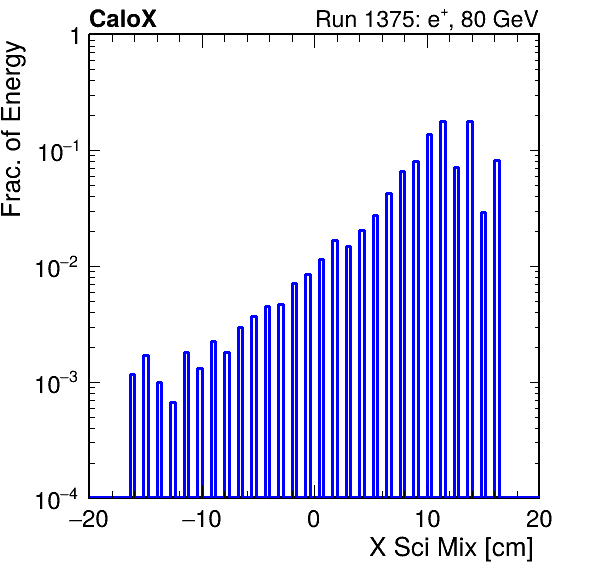 CaloX Run 1375: e⁺, 80 GeV
Frac. of Energy
1
10⁻¹
10⁻²
10⁻³
10⁻⁴
−20 −10 0 10 20
X Sci Mix [cm]